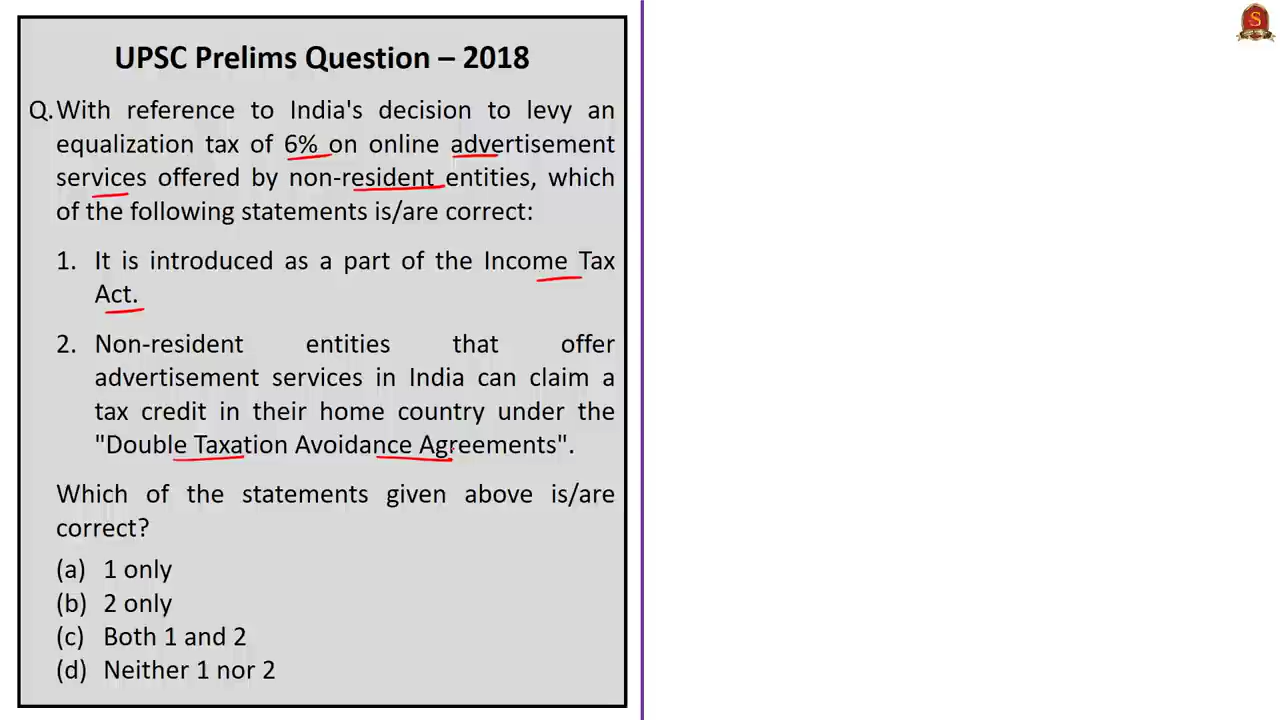 UPSC Prelims Question – 2018
Q. With reference to India's decision to levy an
equalization tax of 6% on online advertisement
services offered by non-resident entities, which
of the following statements is/are correct:
1. It is introduced as a part of the Income Tax
Act.
2. Non-resident entities that offer
advertisement services in India can claim a
tax credit in their home country under the
"Double Taxation Avoidance Agreements".
Which of the statements given above is/are
correct?
(a) 1 only
(b) 2 only
(c) Both 1 and 2
(d) Neither 1 nor 2
S